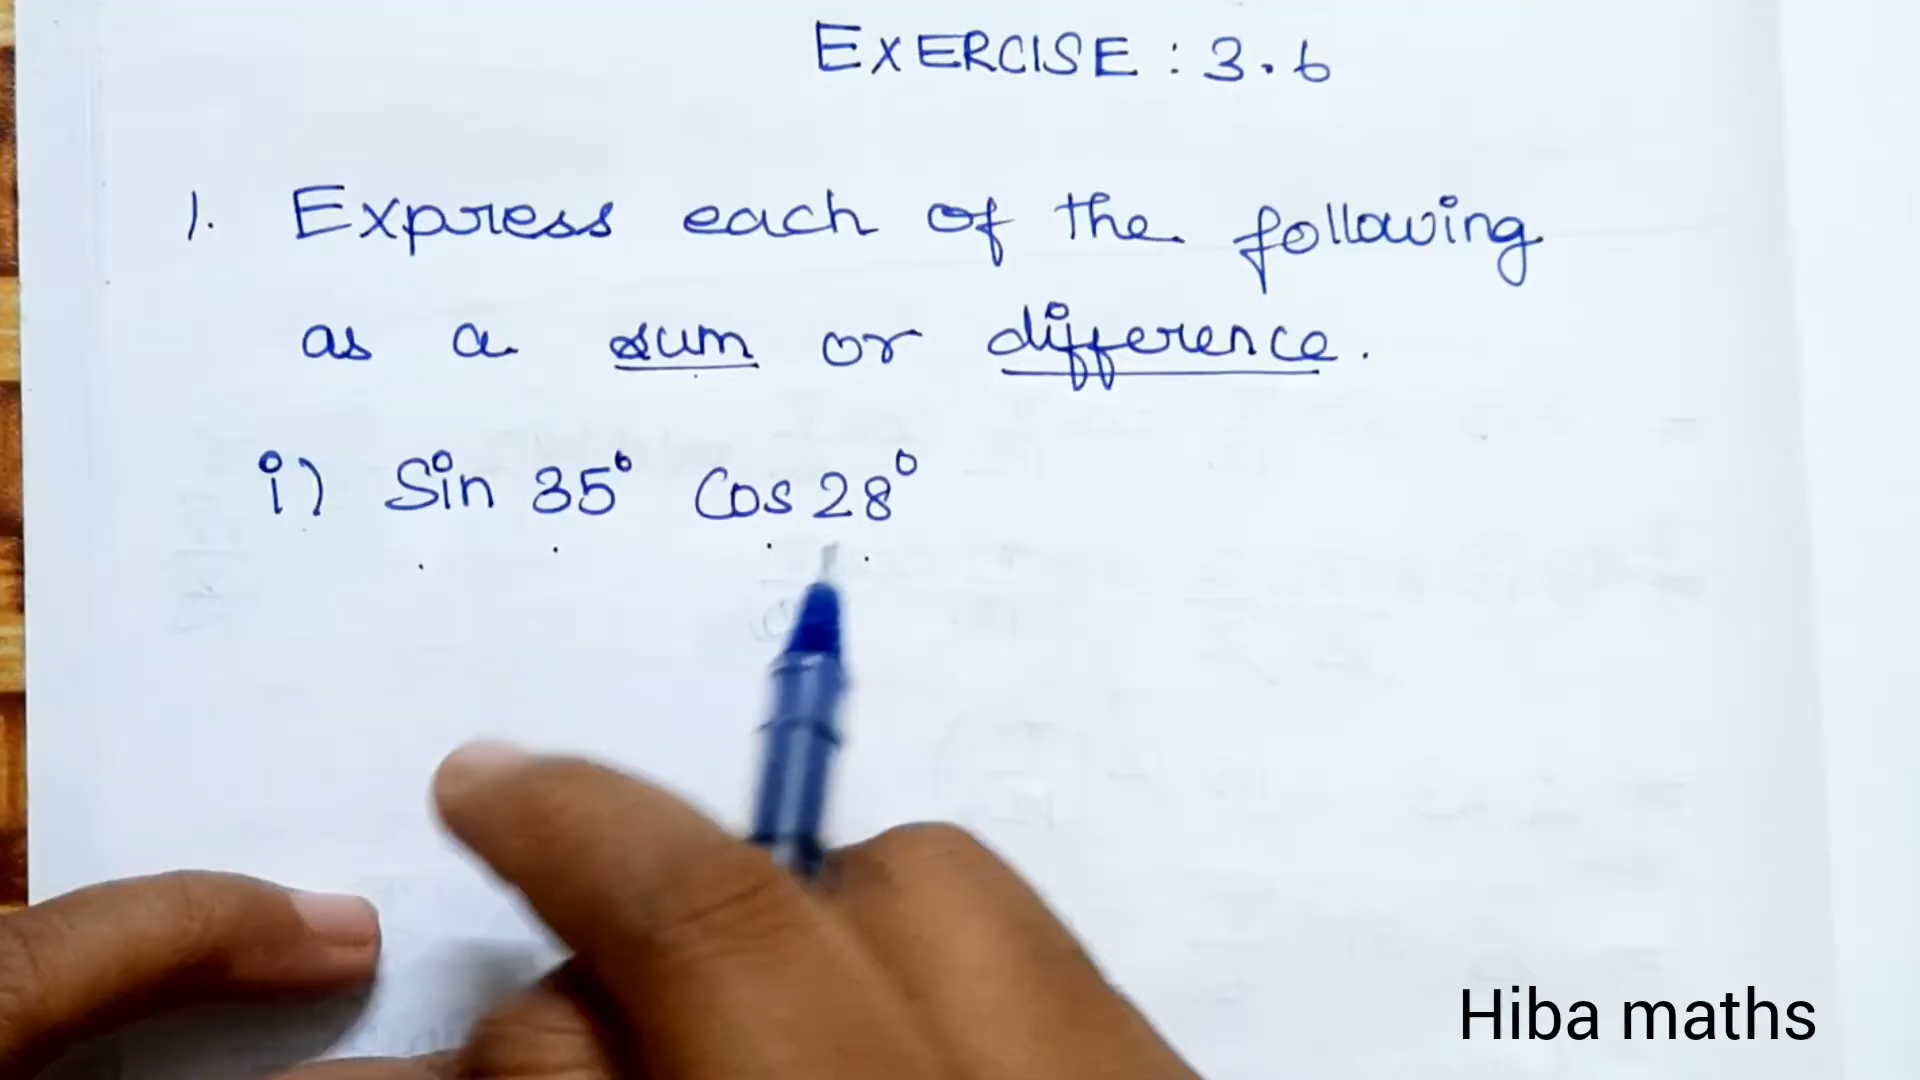 EXERCISE : 3.6
1. Express each of the following
as a sum or difference.
i) Sin 35° Cos 28°
Hiba maths